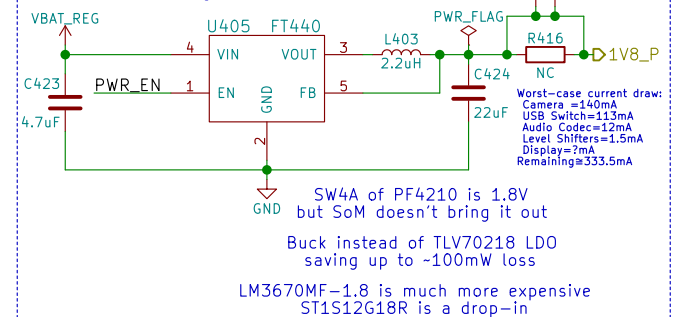 VBAT_REG
U405 FT440
PWR_FLAG
4 VIN VOUT 3
L403
2.2uH
R416
NC
1V8_P
C423
4.7uF
PWR_EN 1 EN FB 5
GND
2
C424
22uF
Worst-case current draw:
Camera =140mA
USB Switch=113mA
Audio Codec=12mA
Level Shifters=1.5mA
Display=?mA
Remaining≅333.5mA
GND
SW4A of PF4210 is 1.8V
but SoM doesn't bring it out
Buck instead of TLV70218 LDO
saving up to ~100mW loss
LM3670MF-1.8 is much more expensive
ST1S12G18R is a drop-in